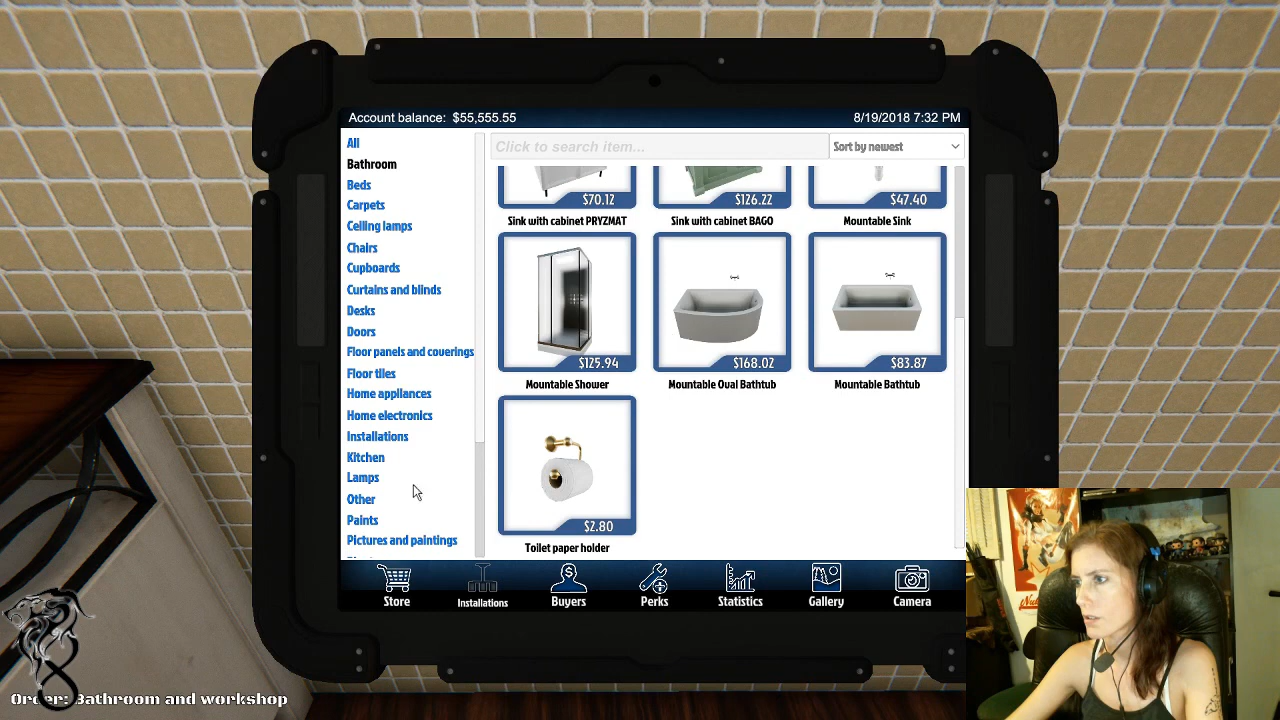 Account balance: $55,555.55
8/19/2018 7:32 PM
All
Bathroom
Beds
Carpets
Ceiling lamps
Chairs
Cupboards
Curtains and blinds
Desks
Doors
Floor panels and coverings
Floor tiles
Home appliances
Home electronics
Installations
Kitchen
Lamps
Other
Paints
Pictures and paintings
Click to search item...
Sort by newest
$70.12
$126.22
$47.40
Sink with cabinet PRYZMAT
Sink with cabinet BAGO
Mountable Sink
$125.94
$168.02
$83.87
Mountable Shower
Mountable Oval Bathtub
Mountable Bathtub
$2.80
Toilet paper holder
Store
Installations
Buyers
Perks
Statistics
Gallery
Camera
Order: Bathroom and workshop